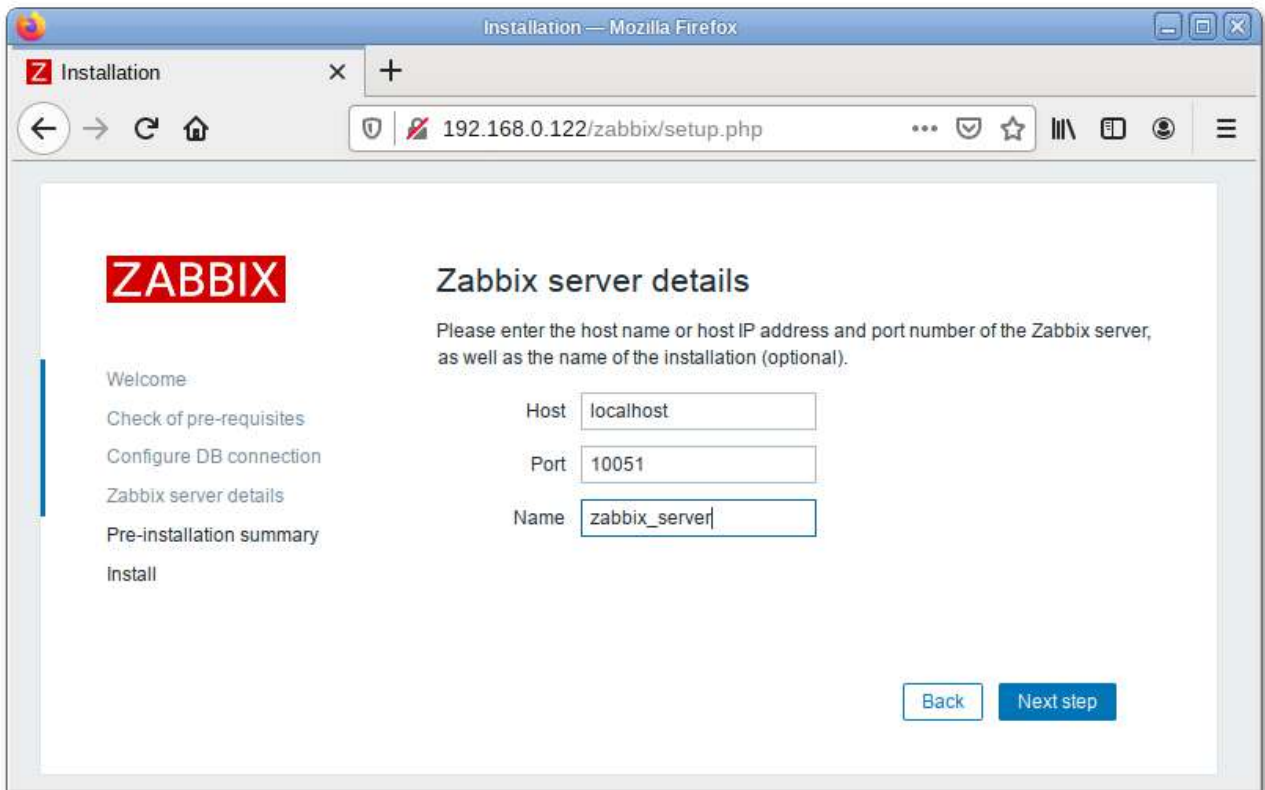 Installation — Mozilla Firefox
Z Installation
192.168.0.122/zabbix/setup.php
ZABBIX
Welcome
Check of pre-requisites
Configure DB connection
Zabbix server details
Pre-installation summary
Install
Zabbix server details
Please enter the host name or host IP address and port number of the Zabbix server,
as well as the name of the installation (optional).
Host localhost
Port 10051
Name zabbix_server
Back Next step